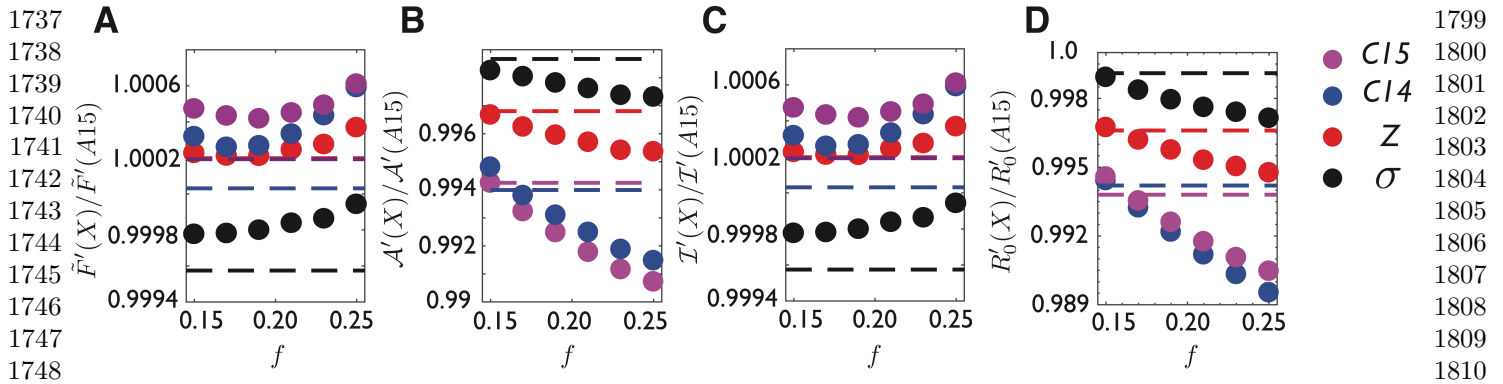 1737
1738
1739
1740
1741
1742
1743
1744
1745
1746
1747
1748
A
F̃′(X)/F̃′(A15)
1.0006
1.0002
0.9998
0.9994
0.15 0.20 0.25
f
B
𝒜′(X)/𝒜′(A15)
0.996
0.994
0.992
0.99
0.15 0.20 0.25
f
C
ℐ′(X)/ℐ′(A15)
1.0006
1.0002
0.9998
0.9994
0.15 0.20 0.25
f
D
R′₀(X)/R′₀(A15)
1.0
0.998
0.995
0.992
0.989
0.15 0.20 0.25
f
C15
C14
Z
σ
1799
1800
1801
1802
1803
1804
1805
1806
1807
1808
1809
1810